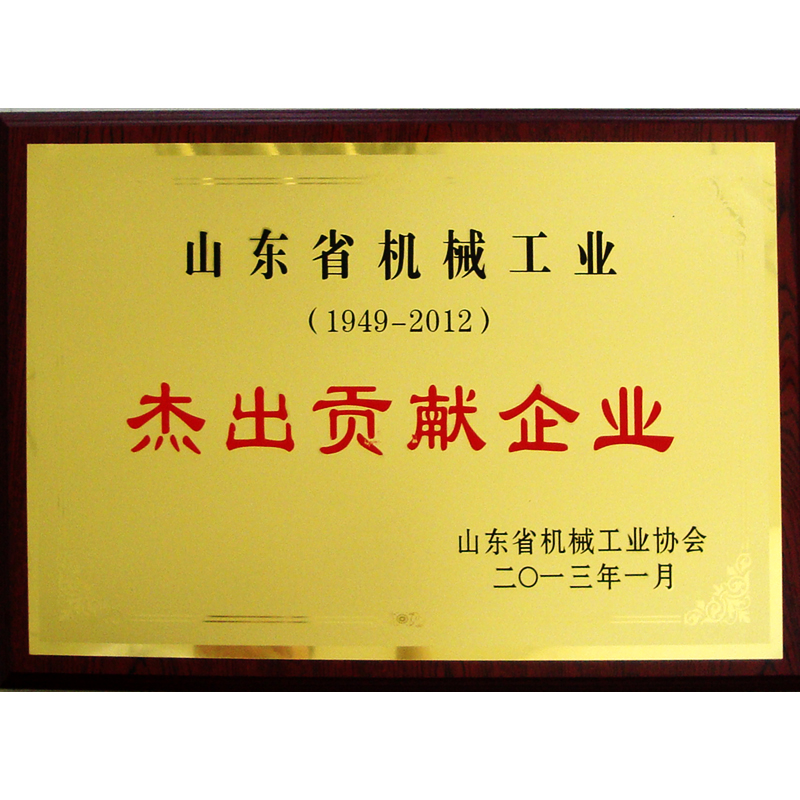 山东省机械工业
（1949-2012）
杰出贡献企业
山东省机械工业协会
二〇一三年一月